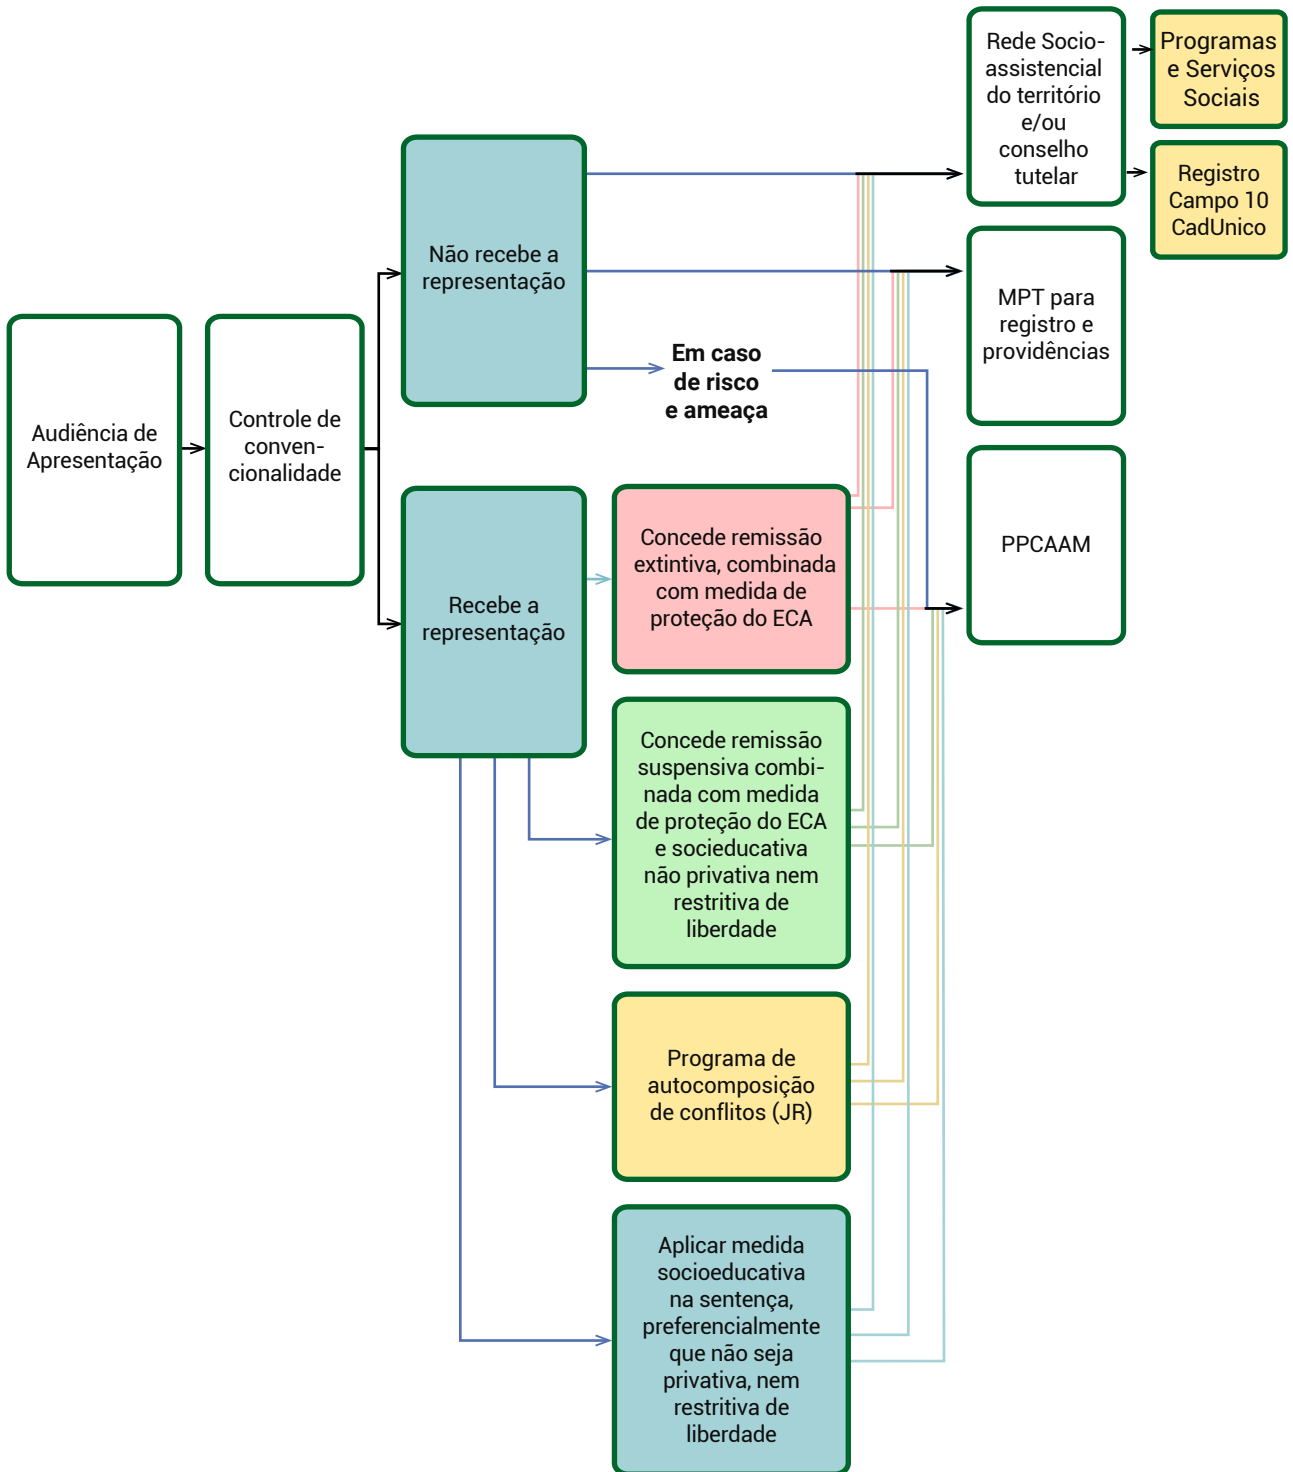 Audiência de
Apresentação
Controle de
conven-
cionalidade
Não recebe a
representação
Recebe a
representação
Em caso
de risco
e ameaça
Concede remissão
extintiva, combinada
com medida de
proteção do ECA
Concede remissão
suspensiva combi-
nada com medida
de proteção do ECA
e socieducativa
não privativa nem
restritiva de
liberdade
Programa de
autocomposição
de conflitos (JR)
Aplicar medida
socioeducativa
na sentença,
preferencialmente
que não seja
privativa, nem
restritiva de
liberdade
Rede Socio-
assistencial
do território
e/ou
conselho
tutelar
MPT para
registro e
providências
PPCAAM
Programas
e Serviços
Sociais
Registro
Campo 10
CadUnico